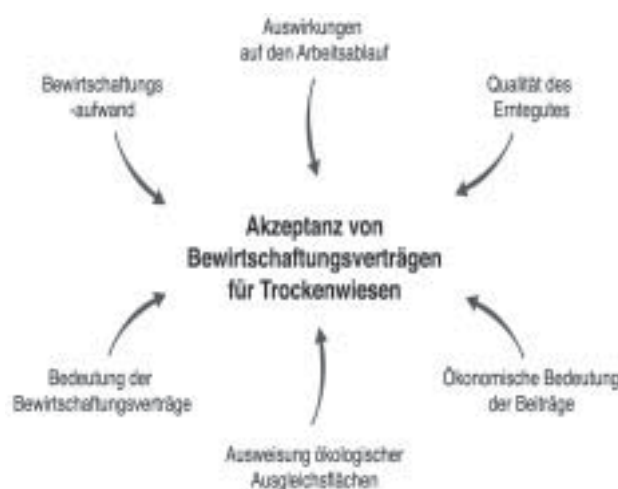 Auswirkungen
auf den Arbeitsablauf
Bewirtschaftungs
-aufwand
Qualität des
Erntegutes
Akzeptanz von
Bewirtschaftungsverträgen
für Trockenwiesen
Bedeutung der
Bewirtschaftungsverträge
Ökonomische Bedeutung
der Beiträge
Ausweisung ökologischer
Ausgleichsflächen